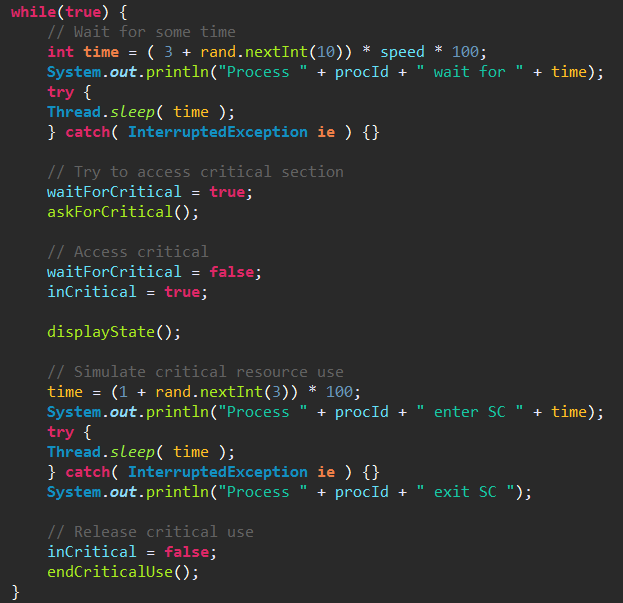 while(true) {
    // Wait for some time
    int time = ( 3 + rand.nextInt(10)) * speed * 100;
    System.out.println("Process " + procId + " wait for " + time);
    try {
    Thread.sleep( time );
    } catch( InterruptedException ie ) {}

    // Try to access critical section
    waitForCritical = true;
    askForCritical();

    // Access critical
    waitForCritical = false;
    inCritical = true;

    displayState();

    // Simulate critical resource use
    time = (1 + rand.nextInt(3)) * 100;
    System.out.println("Process " + procId + " enter SC " + time);
    try {
    Thread.sleep( time );
    } catch( InterruptedException ie ) {}
    System.out.println("Process " + procId + " exit SC ");

    // Release critical use
    inCritical = false;
    endCriticalUse();
}